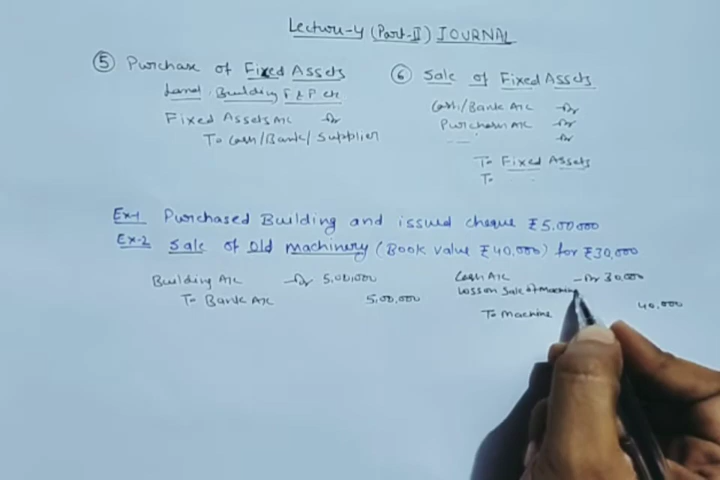 Lecture-4 (Part-II) JOURNAL
⑤ Purchase of Fixed Assets
Land, Building F & P etc
Fixed Assets A/c Dr
To Cash/Bank/Supplier
⑥ Sale of Fixed Assets
Cash/Bank A/c Dr
Purchaser A/c Dr
Dr
To Fixed Assets
To
Ex-1 Purchased Building and issued cheque ₹5,00,000
Ex-2 Sale of Old machinery (Book value ₹40,000) for ₹30,000
Building A/c Dr 5,00,000
To Bank A/c 5,00,000
Cash A/c Dr 30,000
Loss on Sale of Machine
To Machine 40,000